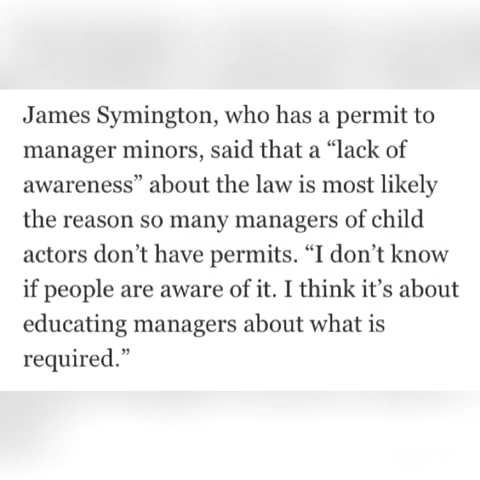 James Symington, who has a permit to
manager minors, said that a “lack of
awareness” about the law is most likely
the reason so many managers of child
actors don’t have permits. “I don’t know
if people are aware of it. I think it’s about
educating managers about what is
required.”